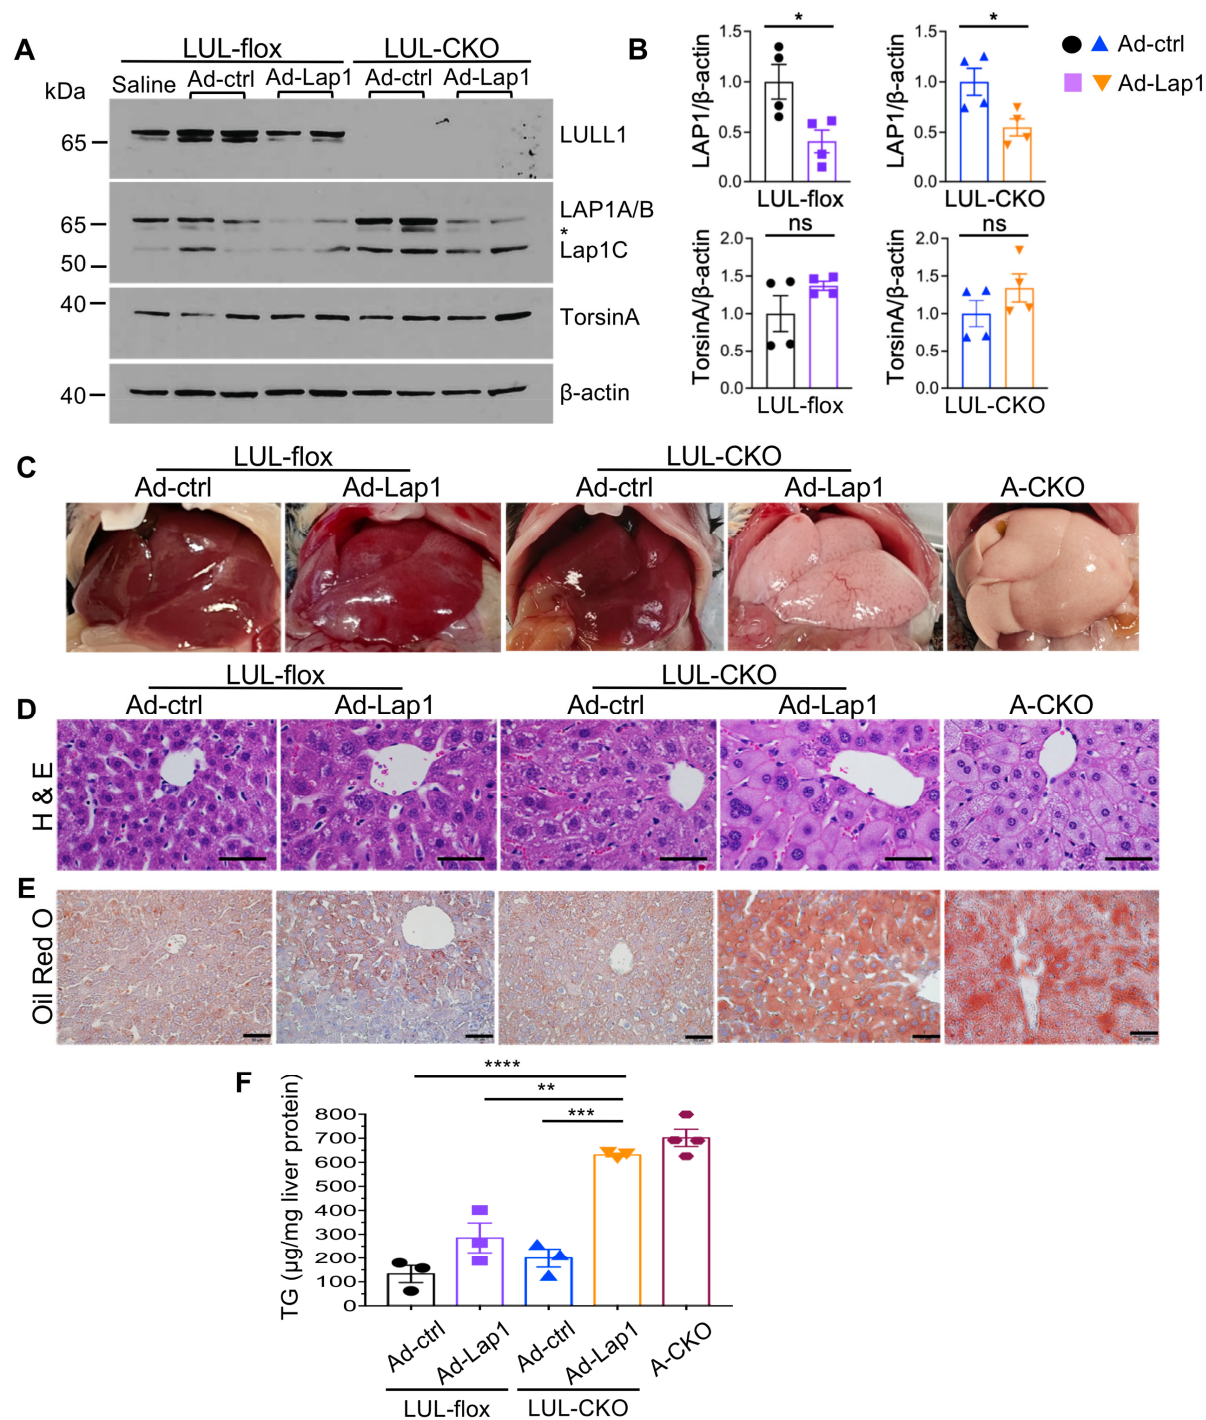 A
LUL-flox
LUL-CKO
Saline
Ad-ctrl
Ad-Lap1
Ad-ctrl
Ad-Lap1
kDa
65
LULL1
65
50
LAP1A/B
*
Lap1C
40
TorsinA
40
β-actin
B
LAP1/β-actin
1.5
1.0
0.5
0.0
*
LUL-flox
LAP1/β-actin
1.5
1.0
0.5
0.0
*
LUL-CKO
Ad-ctrl
Ad-Lap1
TorsinA/β-actin
2.0
1.5
1.0
0.5
0.0
ns
LUL-flox
TorsinA/β-actin
2.0
1.5
1.0
0.5
0.0
ns
LUL-CKO
C
LUL-flox
LUL-CKO
Ad-ctrl
Ad-Lap1
Ad-ctrl
Ad-Lap1
A-CKO
D
LUL-flox
LUL-CKO
Ad-ctrl
Ad-Lap1
Ad-ctrl
Ad-Lap1
A-CKO
H & E
E
Oil Red O
F
TG (µg/mg liver protein)
800
700
600
500
400
300
200
100
0
****
**
***
Ad-ctrl
Ad-Lap1
Ad-ctrl
Ad-Lap1
A-CKO
LUL-flox
LUL-CKO